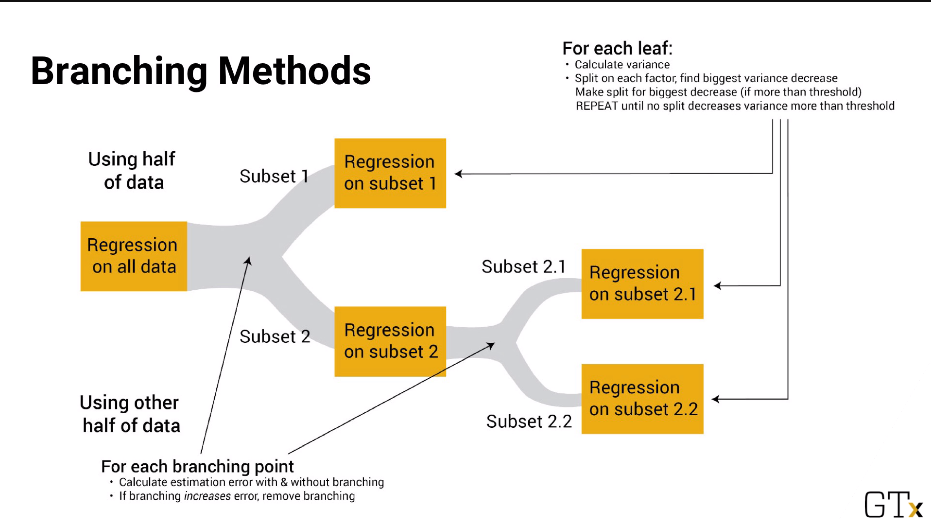 Branching Methods
For each leaf:
• Calculate variance
• Split on each factor, find biggest variance decrease
Make split for biggest decrease (if more than threshold)
REPEAT until no split decreases variance more than threshold
Using half
of data
Regression
on all data
Subset 1
Regression
on subset 1
Subset 2
Regression
on subset 2
Subset 2.1
Regression
on subset 2.1
Subset 2.2
Regression
on subset 2.2
Using other
half of data
For each branching point
• Calculate estimation error with & without branching
• If branching increases error, remove branching
GTx